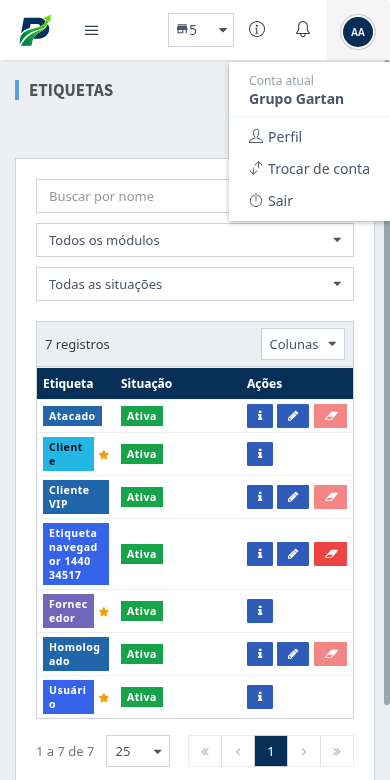 5
AA
Conta atual
Grupo Gartan
Perfil
Trocar de conta
Sair
ETIQUETAS
Buscar por nome
Todos os módulos
Todas as situações
7 registros
Colunas
Etiqueta Situação Ações
Atacado Ativa
Client
e
Ativa
Cliente
VIP
Ativa
Etiqueta
navegad
or 1440
34517
Ativa
Fornec
edor
Ativa
Homolog
ado
Ativa
Usuári
o
Ativa
1 a 7 de 7
25
« ‹ 1 › »